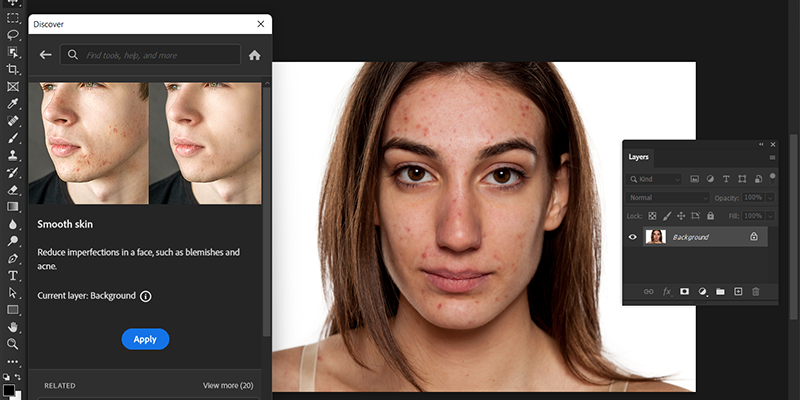 Discover
Find tools, help, and more
Smooth skin
Reduce imperfections in a face, such as blemishes and
acne.
Current layer: Background
Apply
RELATED
View more (20)
Layers
Kind
Normal
Opacity: 100%
Lock:
Fill: 100%
Background
fx